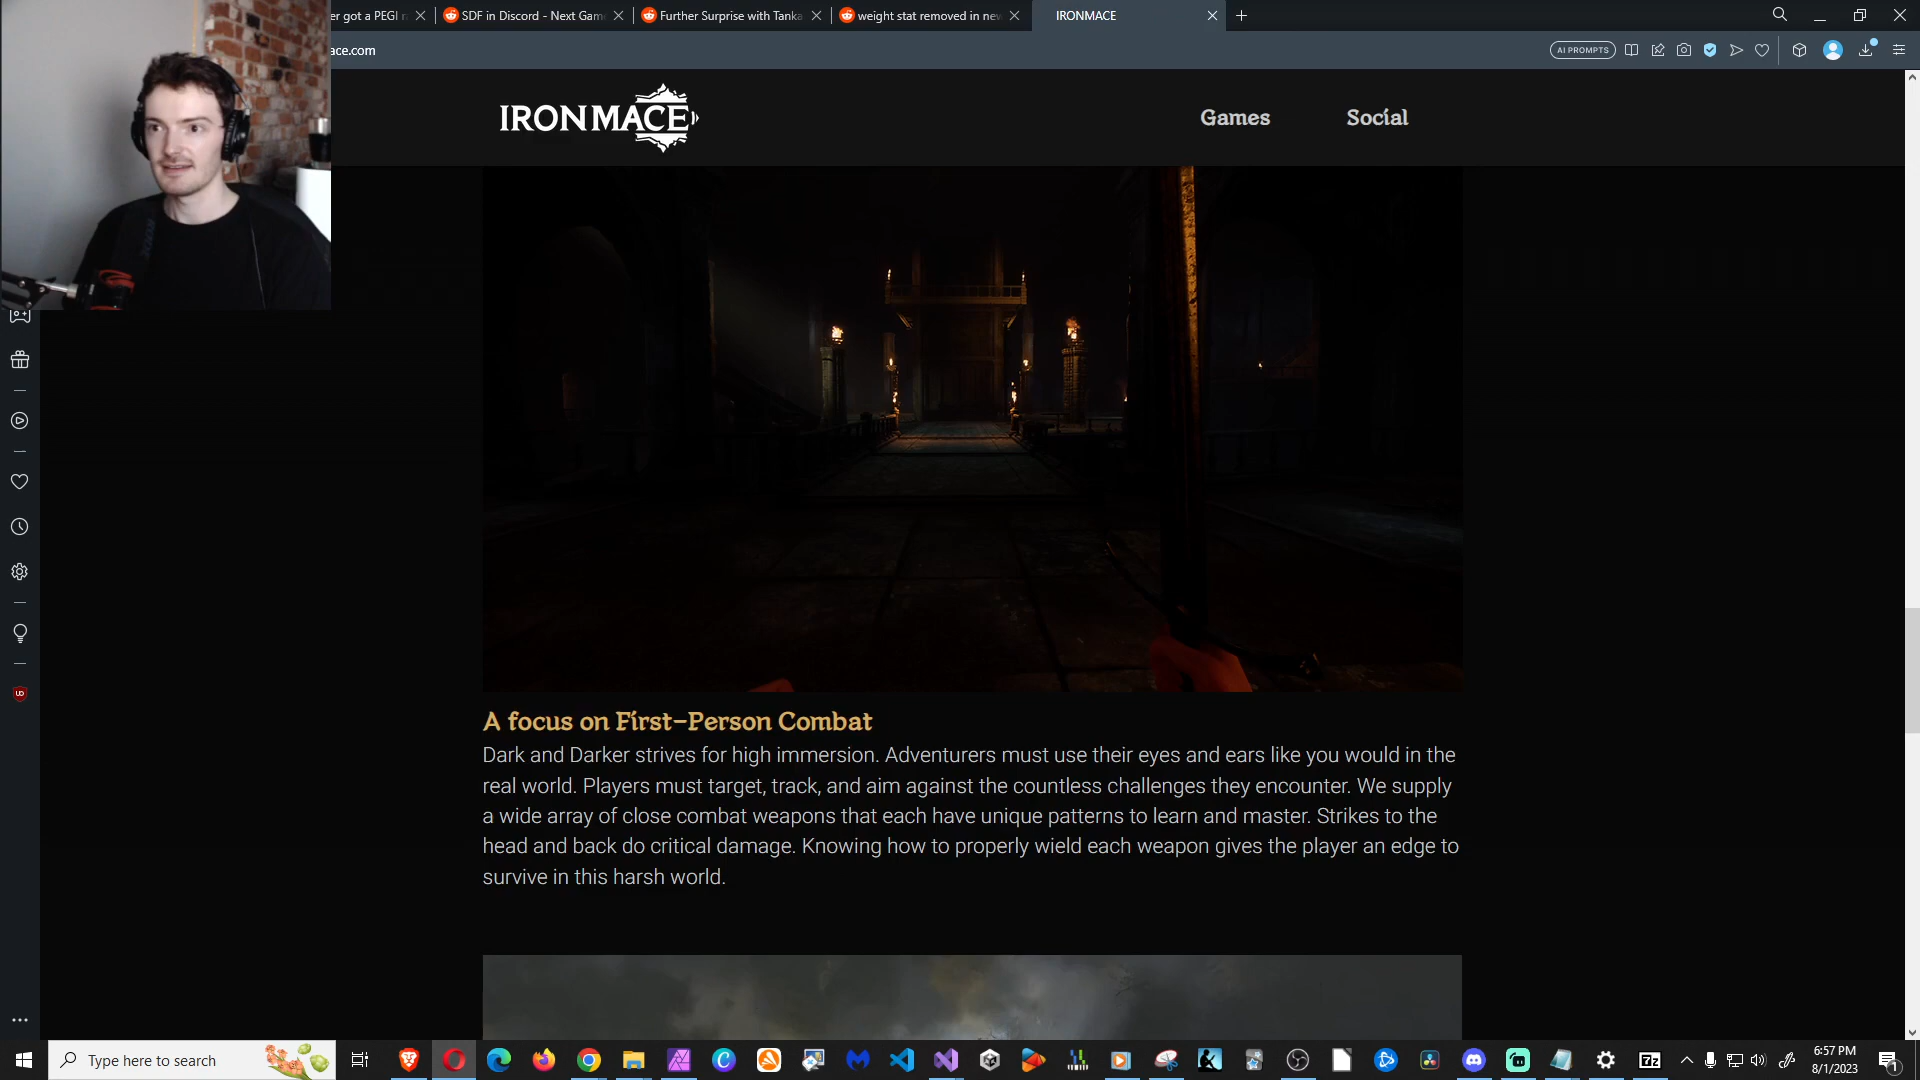 er got a PEGI r
SDF in Discord - Next Gam
Further Surprise with Tanka
weight stat removed in new
IRONMACE
ace.com
AI PROMPTS
IRONMACE
Games
Social
A focus on First-Person Combat
Dark and Darker strives for high immersion. Adventurers must use their eyes and ears like you would in the
real world. Players must target, track, and aim against the countless challenges they encounter. We supply
a wide array of close combat weapons that each have unique patterns to learn and master. Strikes to the
head and back do critical damage. Knowing how to properly wield each weapon gives the player an edge to
survive in this harsh world.
Type here to search
7z
6:57 PM
8/1/2023
1